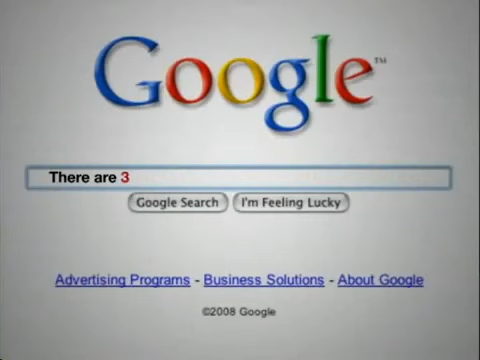 Google™
There are 3
Google Search I'm Feeling Lucky
Advertising Programs - Business Solutions - About Google
©2008 Google